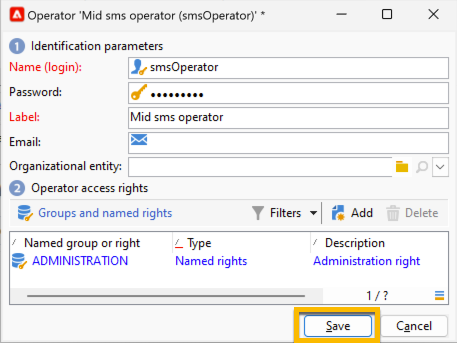 Operator 'Mid sms operator (smsOperator)' *
1 Identification parameters
Name (login): smsOperator
Password: •••••••••
Label: Mid sms operator
Email:
Organizational entity:
2 Operator access rights
Groups and named rights Filters Add Delete
Named group or right Type Description
ADMINISTRATION Named rights Administration right
1 / ?
Save Cancel